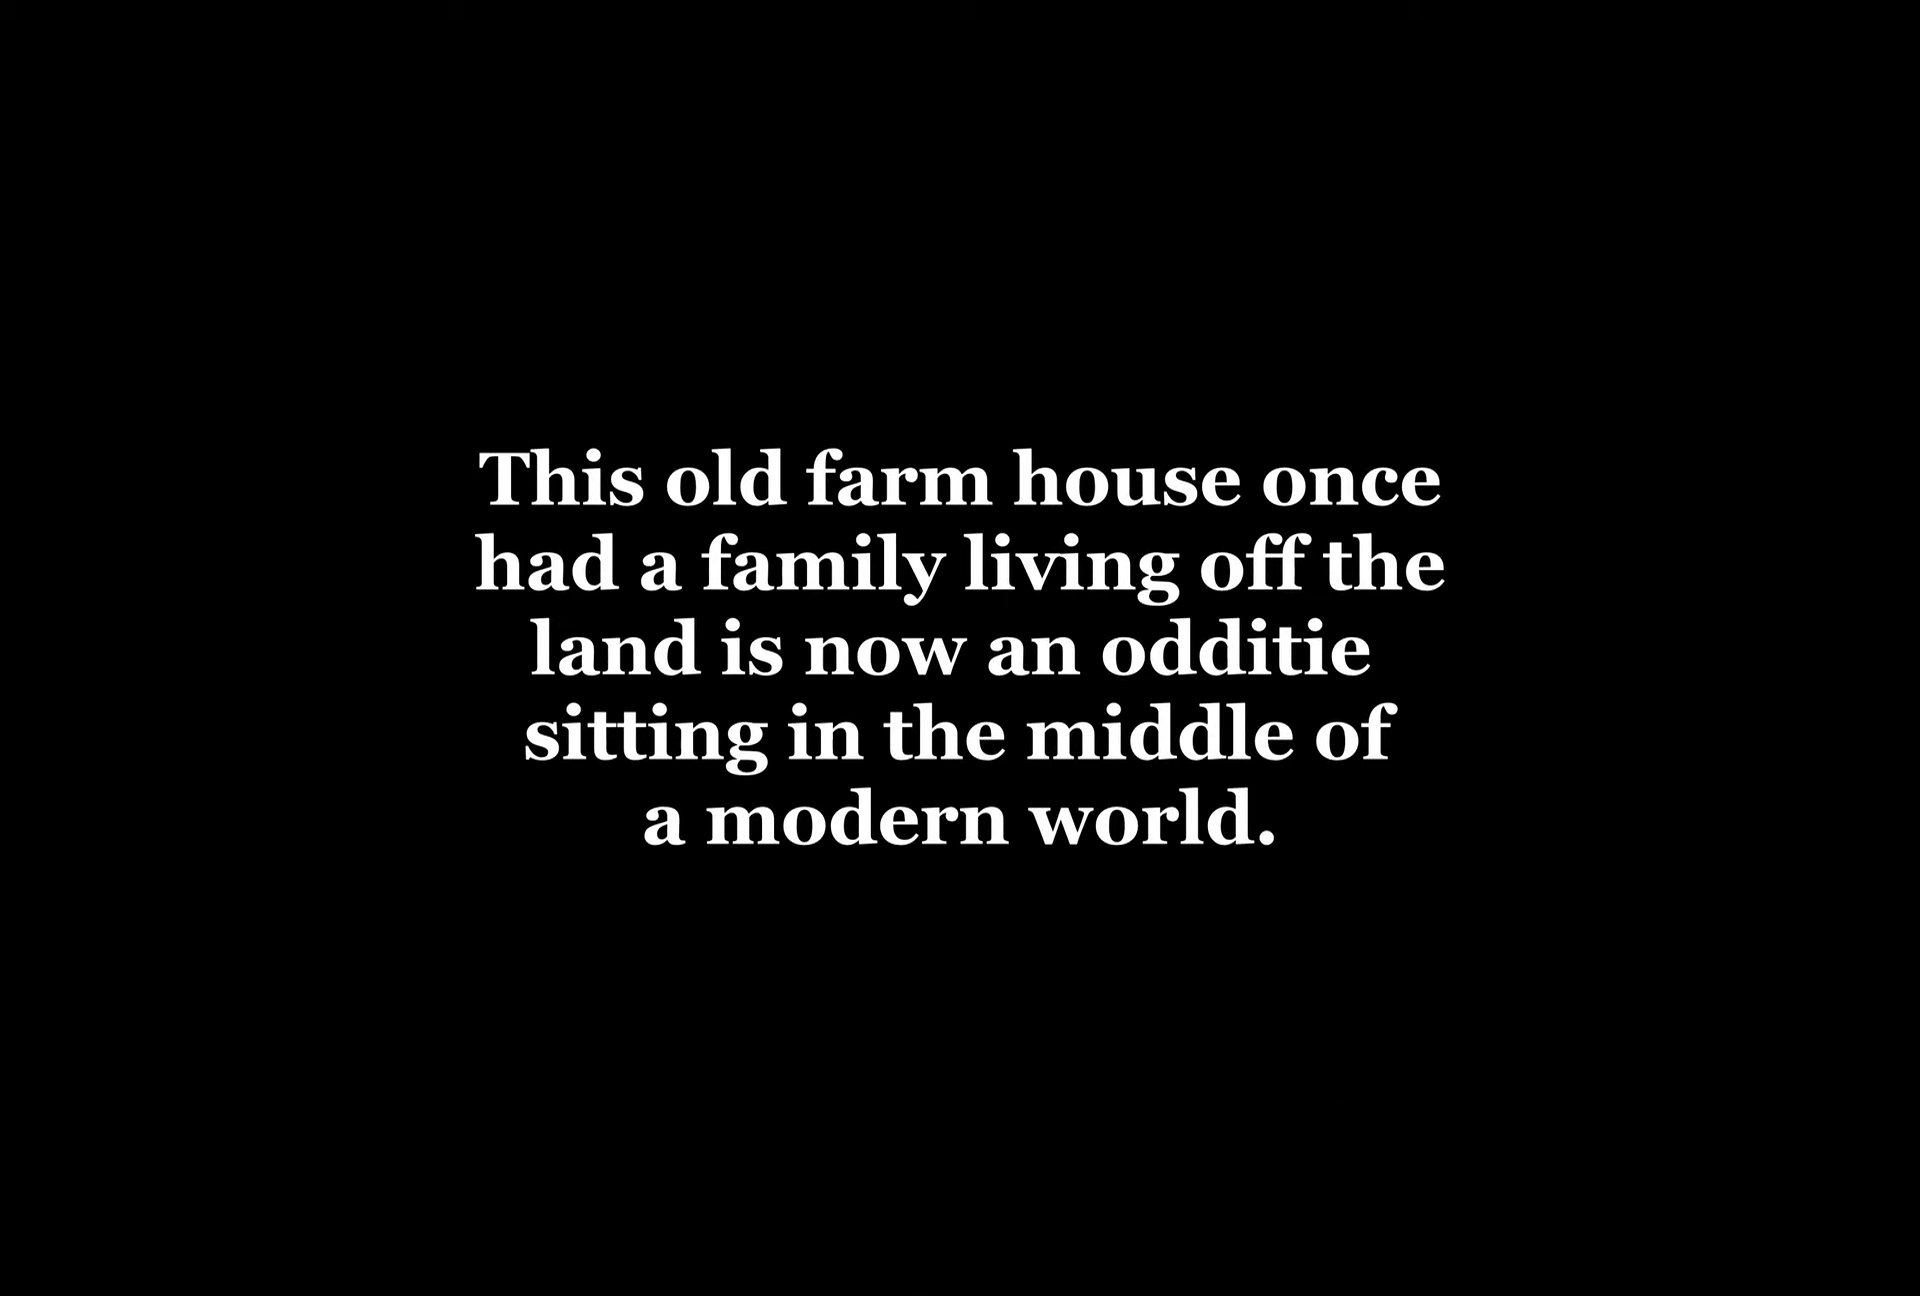 This old farm house once
had a family living off the
land is now an odditie
sitting in the middle of
a modern world.